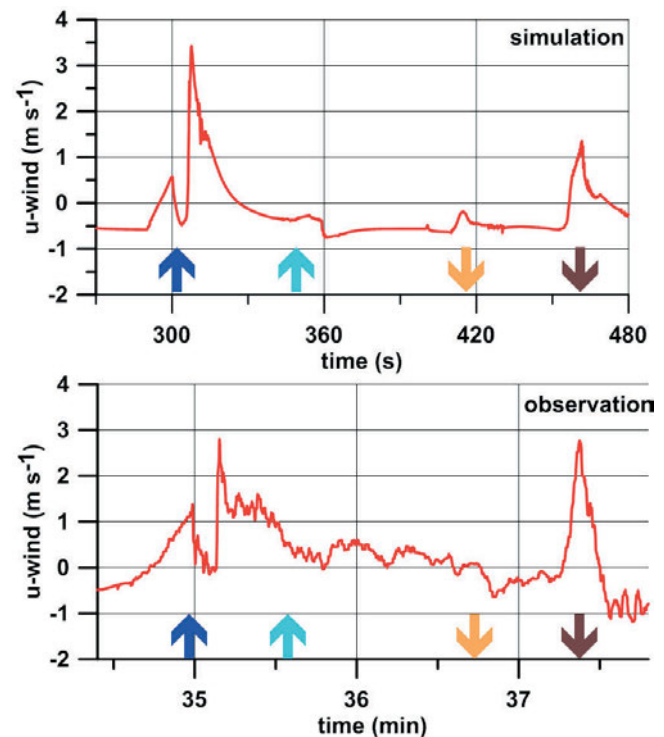 simulation
4
3
2
1
0
-1
-2
u-wind (m s-1)
300 360 420 480
time (s)
observation
4
3
2
1
0
-1
-2
u-wind (m s-1)
35 36 37
time (min)